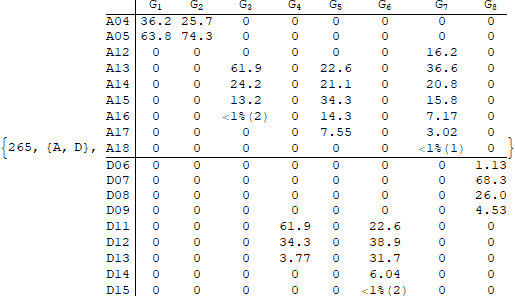 G₁ G₂ G₃ G₄ G₅ G₆ G₇ G₈
A04 36.2 25.7 0 0 0 0 0 0
A05 63.8 74.3 0 0 0 0 0 0
A12 0 0 0 0 0 0 16.2 0
A13 0 0 61.9 0 22.6 0 36.6 0
A14 0 0 24.2 0 21.1 0 20.8 0
A15 0 0 13.2 0 34.3 0 15.8 0
A16 0 0 <1%(2) 0 14.3 0 7.17 0
A17 0 0 0 0 7.55 0 3.02 0
{265, {A, D}, A18 0 0 0 0 0 0 <1%(1) 0 }
D06 0 0 0 0 0 0 0 1.13
D07 0 0 0 0 0 0 0 68.3
D08 0 0 0 0 0 0 0 26.0
D09 0 0 0 0 0 0 0 4.53
D11 0 0 0 61.9 0 22.6 0 0
D12 0 0 0 34.3 0 38.9 0 0
D13 0 0 0 3.77 0 31.7 0 0
D14 0 0 0 0 0 6.04 0 0
D15 0 0 0 0 0 <1%(2) 0 0